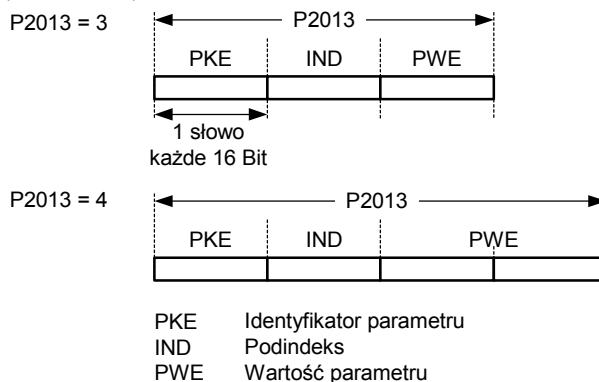 P2013 = 3
P2013
PKE IND PWE
1 słowo
każde 16 Bit
P2013 = 4
P2013
PKE IND PWE
PKE Identyfikator parametru
IND Podindeks
PWE Wartość parametru